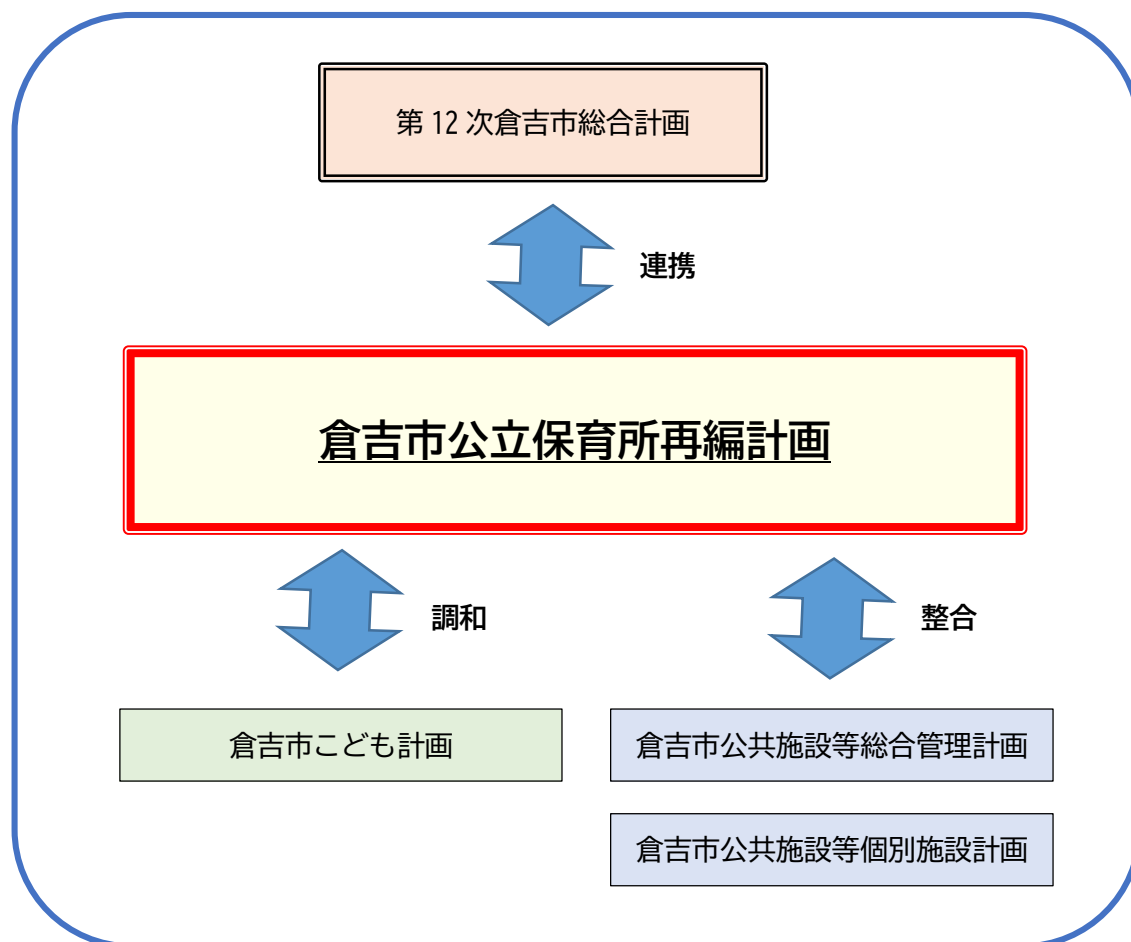 第12次倉吉市総合計画
連携
倉吉市公立保育所再編計画
調和
整合
倉吉市こども計画
倉吉市公共施設等総合管理計画
倉吉市公共施設等個別施設計画